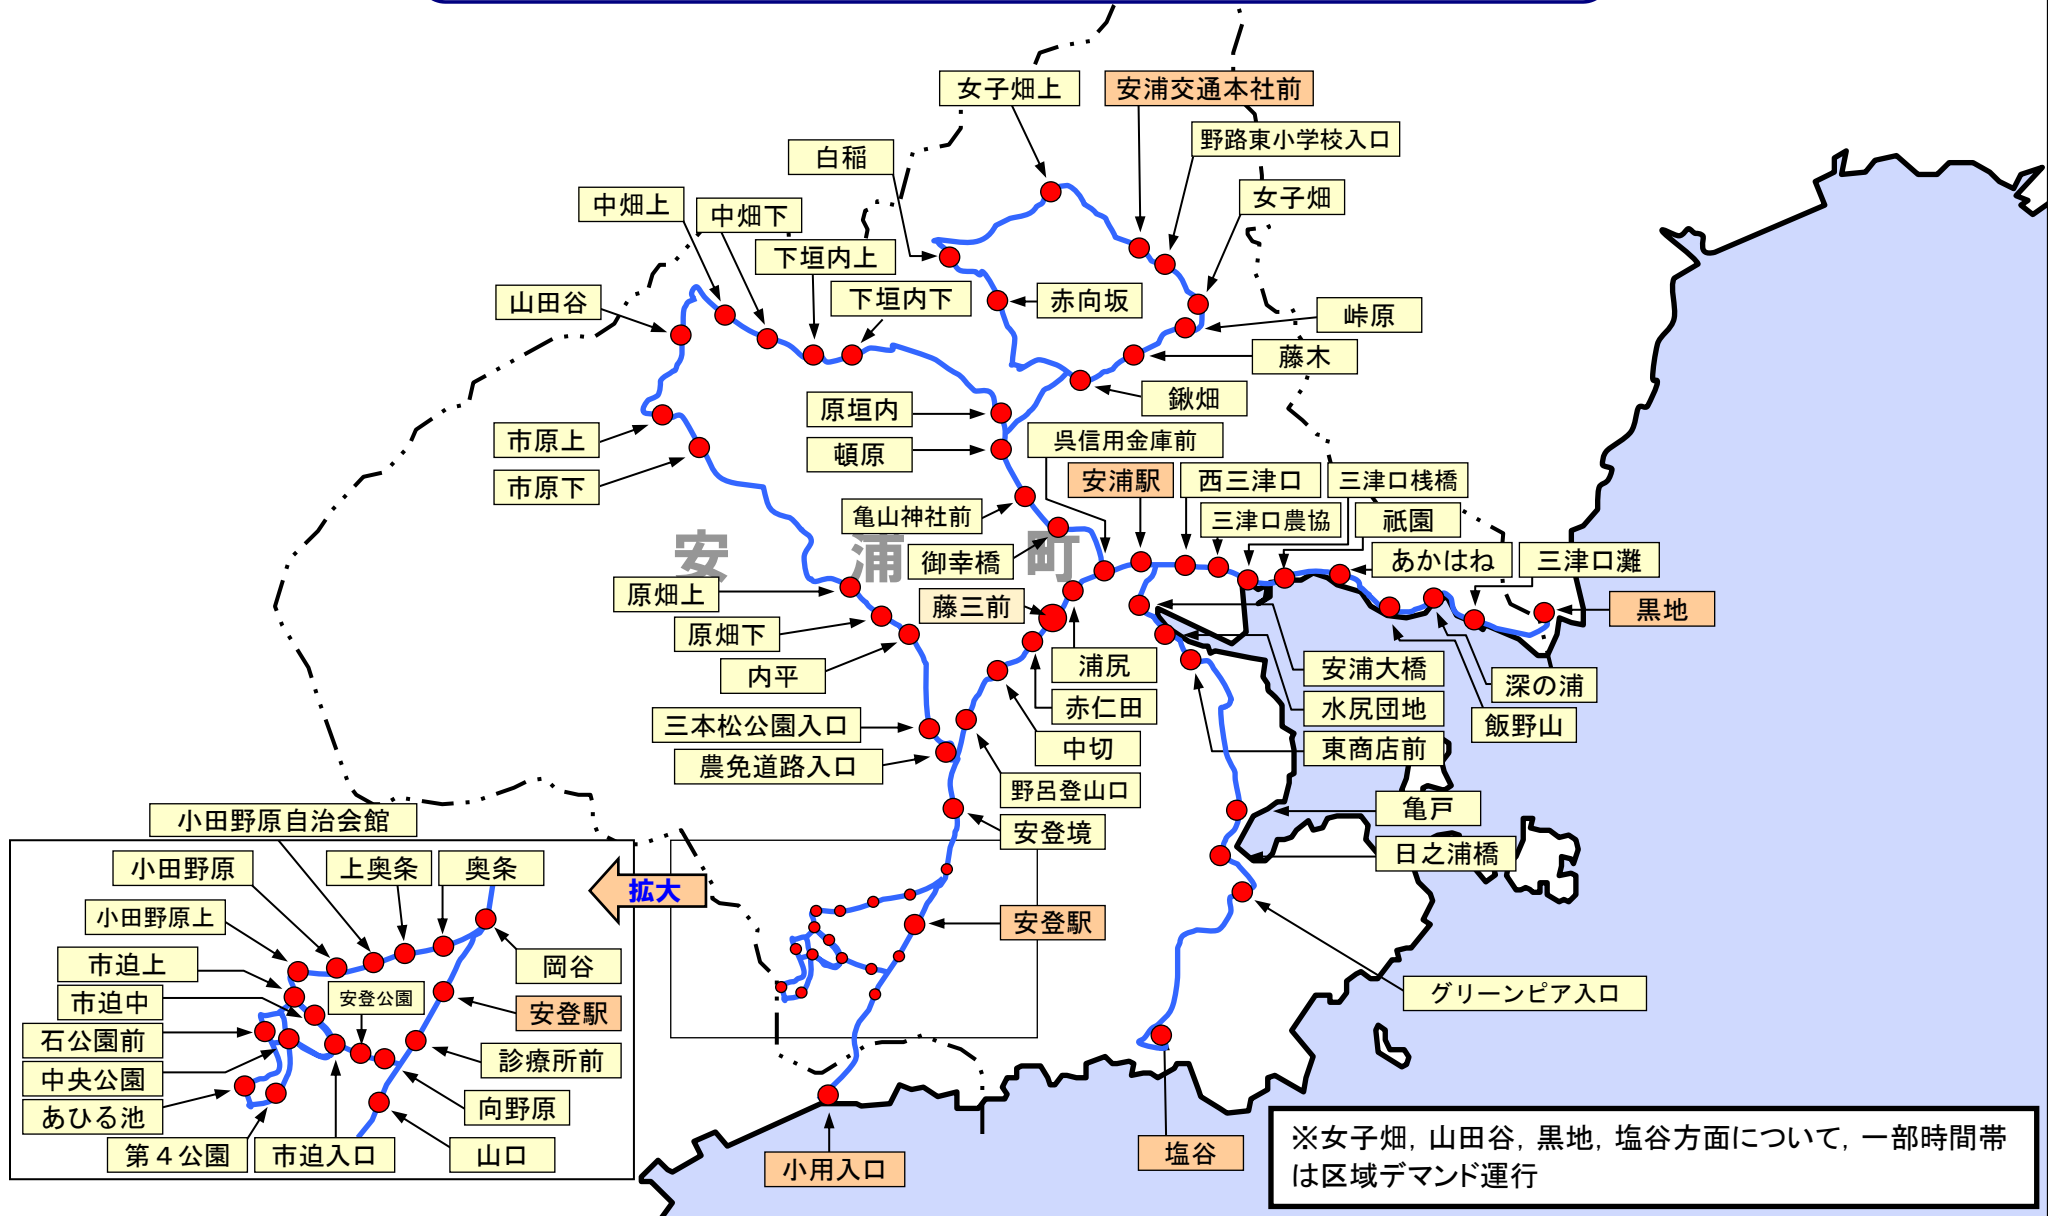 女子畑上
安浦交通本社前
野路東小学校入口
白稲
女子畑
中畑上
中畑下
下垣内上
下垣内下
赤向坂
山田谷
峠原
藤木
鍬畑
原垣内
呉信用金庫前
市原上
頓原
安浦駅
西三津口
三津口桟橋
市原下
亀山神社前
三津口農協
祇園
安浦町
御幸橋
あかはね
三津口灘
原畑上
藤三前
黒地
原畑下
浦尻
安浦大橋
内平
深の浦
赤仁田
水尻団地
三本松公園入口
飯野山
中切
東商店前
農免道路入口
野呂登山口
亀戸
安登境
日之浦橋
小田野原自治会館
小田野原
上奥条
奥条
拡大
小田野原上
安登駅
市迫上
岡谷
市迫中
安登公園
安登駅
グリーンピア入口
石公園前
診療所前
中央公園
あひる池
向野原
第４公園
市迫入口
山口
小用入口
塩谷
※女子畑，山田谷，黒地，塩谷方面について，一部時間帯
は区域デマンド運行